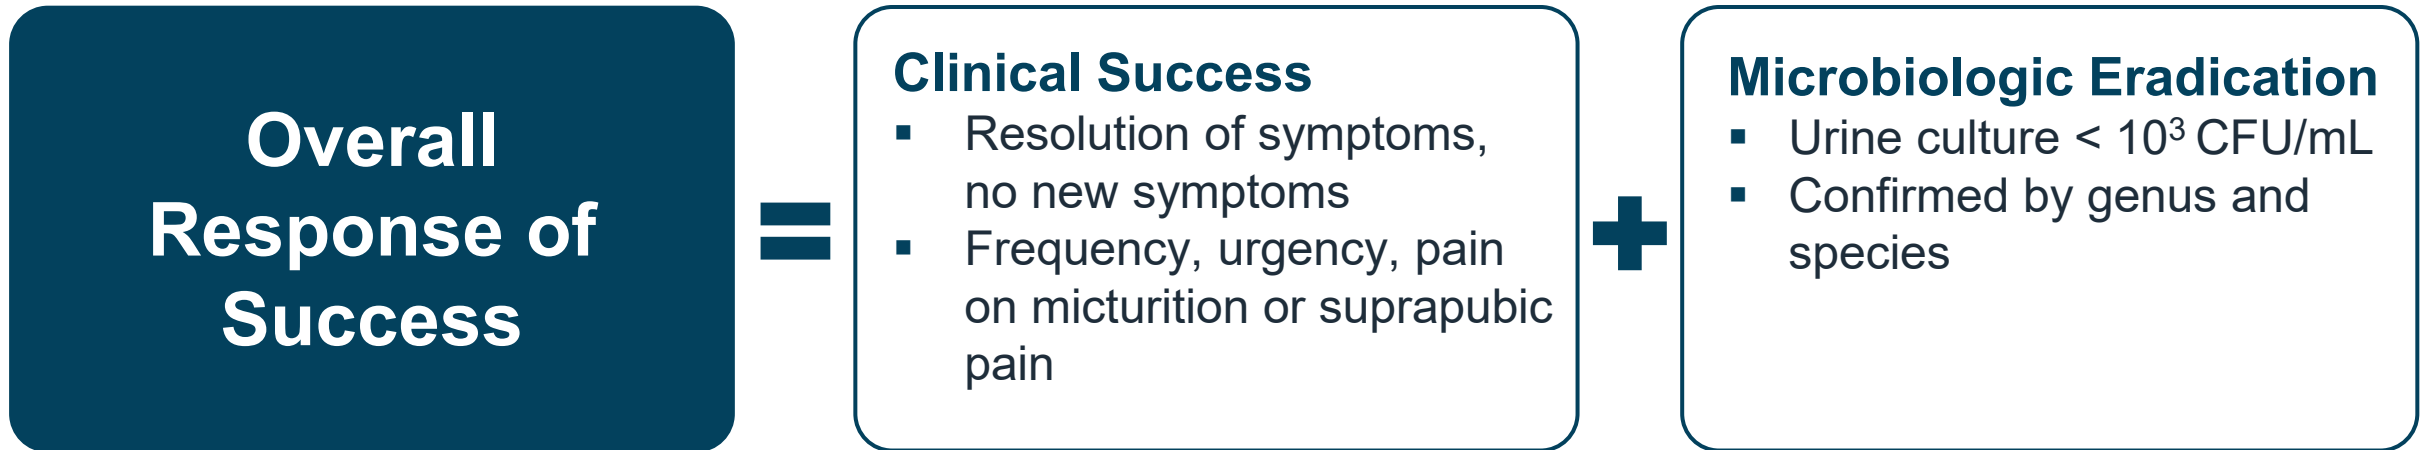 Overall
Response of
Success
=
Clinical Success
▪ Resolution of symptoms,
no new symptoms
▪ Frequency, urgency, pain
on micturition or suprapubic
pain
+
Microbiologic Eradication
▪ Urine culture < 10³ CFU/mL
▪ Confirmed by genus and
species